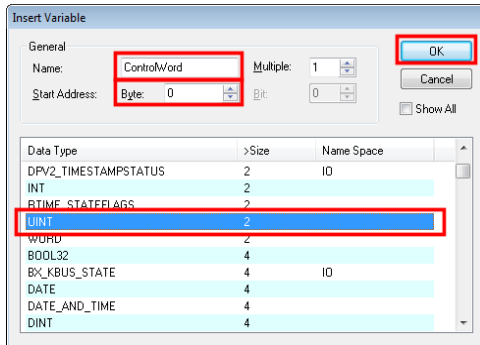 Insert Variable
General
Name: ControlWord Multiple: 1
Start Address: Byte: 0 Bit: 0
OK
Cancel
Show All
Data Type >Size Name Space
DPV2_TIMESTAMPSTATUS 2 IO
INT 2
RTIME_STATEFLAGS 2
UINT 2
WORD 2
BOOL32 4
BX_KBUS_STATE 4 IO
DATE 4
DATE_AND_TIME 4
DINT 4